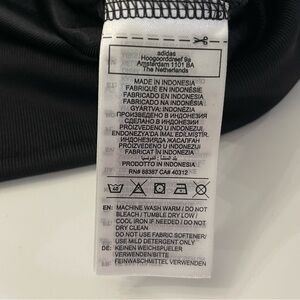 adidas
Hoogoorddreef 9a
Amsterdam 1101 BA
The Netherlands
MADE IN INDONESIA
FABRIQUÉ EN INDONÉSIE
FABRICADO EN INDONESIA
FABRICADO NA INDONÉSIA
GYÁRTVA: INDONÉZIA
ПРОИЗВЕДЕНО В ИНДОНЕЗИЯ
СДЕЛАНО В ИНДОНЕЗИИ
PROIZVEDENO U INDONEZIJI
ENDONEZYA'DA İMAL EDİLMİŞTİR
ИНДОНЕЗИЯДА ЖАСАЛҒАН
PROIZVEDENO U INDONEZIJI
FABRICAT ÎN INDONEZIA
PRODOTTO IN INDONESIA
RN# 88387 CA# 40312
EN: MACHINE WASH WARM / DO NOT
BLEACH / TUMBLE DRY LOW /
COOL IRON IF NEEDED / DO NOT
DRY CLEAN
DO NOT USE FABRIC SOFTENER/
USE MILD DETERGENT ONLY
DE: KEINEN WEICHSPUELER
VERWENDEN/BITTE
FEINWASCHMITTEL VERWENDEN